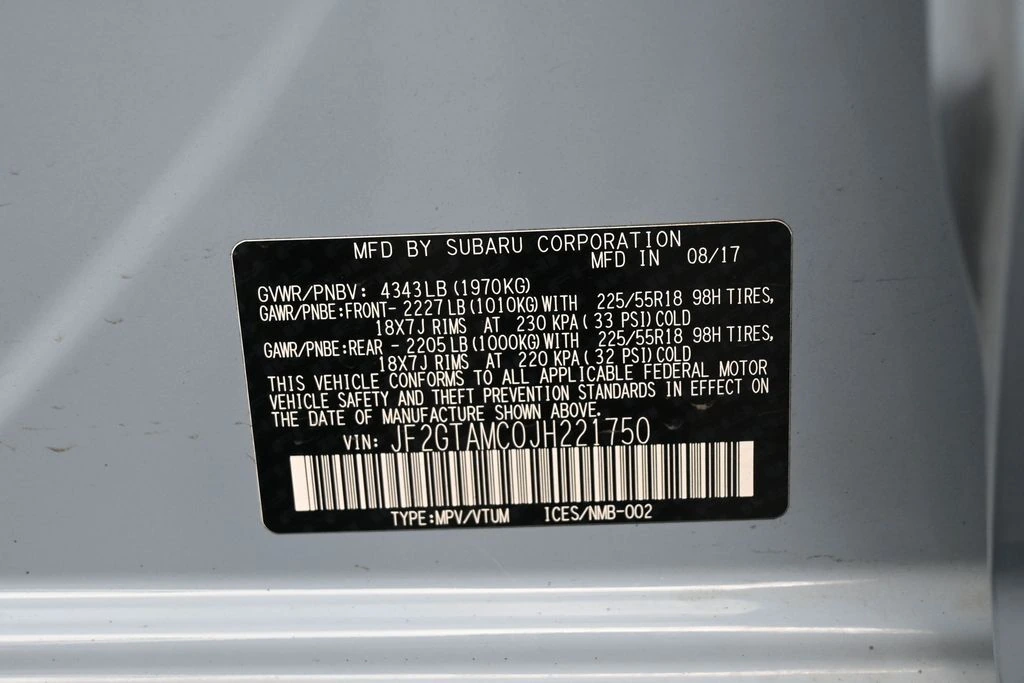 MFD BY SUBARU CORPORATION
MFD IN 08/17
GVWR/PNBV: 4343LB (1970KG)
GAWR/PNBE:FRONT- 2227 LB (1010KG) WITH 225/55R18 98H TIRES,
18X7J RIMS AT 230 KPA ( 33 PSI) COLD
GAWR/PNBE:REAR - 2205 LB (1000KG) WITH 225/55R18 98H TIRES,
18X7J RIMS AT 220 KPA ( 32 PSI) COLD
THIS VEHICLE CONFORMS TO ALL APPLICABLE FEDERAL MOTOR
VEHICLE SAFETY AND THEFT PREVENTION STANDARDS IN EFFECT ON
THE DATE OF MANUFACTURE SHOWN ABOVE.
VIN: JF2GTAMC0JH221750
TYPE:MPV/VTUM ICES/NMB-002